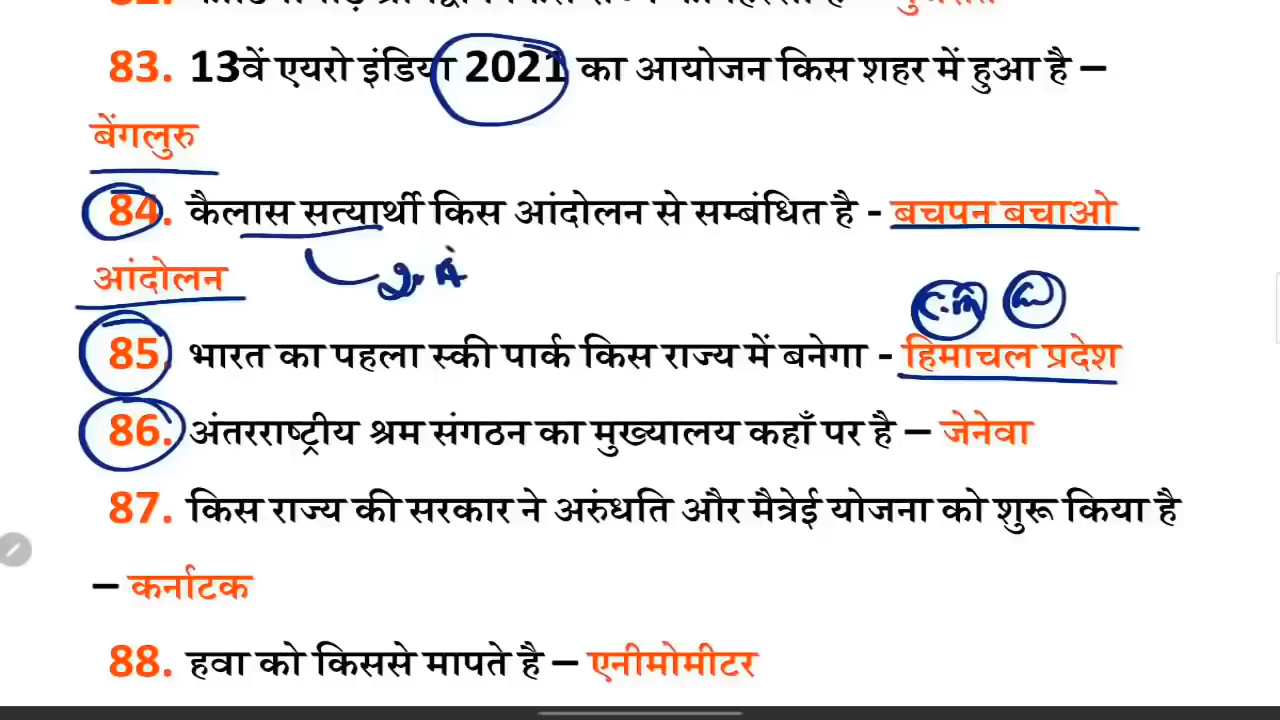 83. 13वें एयरो इंडिया 2021 का आयोजन किस शहर में हुआ है –
बेंगलुरु
84. कैलास सत्यार्थी किस आंदोलन से सम्बंधित है - बचपन बचाओ
आंदोलन
85. भारत का पहला स्की पार्क किस राज्य में बनेगा - हिमाचल प्रदेश
86. अंतरराष्ट्रीय श्रम संगठन का मुख्यालय कहाँ पर है – जेनेवा
87. किस राज्य की सरकार ने अरुंधति और मैत्रेई योजना को शुरू किया है
– कर्नाटक
88. हवा को किससे मापते है – एनीमोमीटर